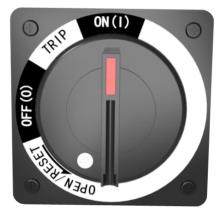 ON(I)
TRIP
OFF(O)
OPEN/RESET